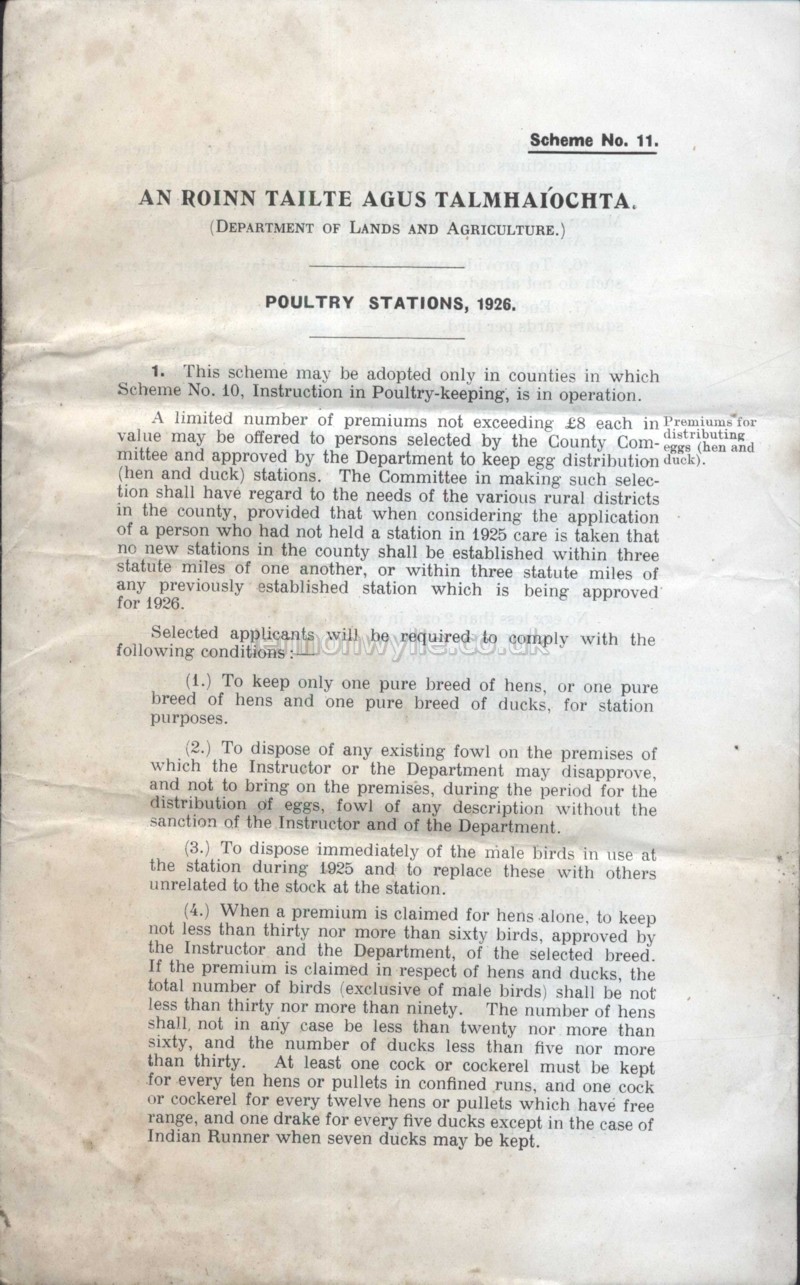 Scheme No. 11.
AN ROINN TAILTE AGUS TALMHAÍOCHTA.
(DEPARTMENT OF LANDS AND AGRICULTURE.)
POULTRY STATIONS, 1926.
1. This scheme may be adopted only in counties in which
Scheme No. 10, Instruction in Poultry-keeping, is in operation.
A limited number of premiums not exceeding £8 each in
value may be offered to persons selected by the County Com-
mittee and approved by the Department to keep egg distribution
(hen and duck) stations. The Committee in making such selec-
tion shall have regard to the needs of the various rural districts
in the county, provided that when considering the application
of a person who had not held a station in 1925 care is taken that
no new stations in the county shall be established within three
statute miles of one another, or within three statute miles of
any previously established station which is being approved
for 1926.
Premiums for
distributing
eggs (hen and
duck).
Selected applicants will be required to comply with the
following conditions:—
(1.) To keep only one pure breed of hens, or one pure
breed of hens and one pure breed of ducks, for station
purposes.
(2.) To dispose of any existing fowl on the premises of
which the Instructor or the Department may disapprove,
and not to bring on the premises, during the period for the
distribution of eggs, fowl of any description without the
sanction of the Instructor and of the Department.
(3.) To dispose immediately of the male birds in use at
the station during 1925 and to replace these with others
unrelated to the stock at the station.
(4.) When a premium is claimed for hens alone, to keep
not less than thirty nor more than sixty birds, approved by
the Instructor and the Department, of the selected breed.
If the premium is claimed in respect of hens and ducks, the
total number of birds (exclusive of male birds) shall be not
less than thirty nor more than ninety. The number of hens
shall not in any case be less than twenty nor more than
sixty, and the number of ducks less than five nor more
than thirty. At least one cock or cockerel must be kept
for every ten hens or pullets in confined runs, and one cock
or cockerel for every twelve hens or pullets which have free
range, and one drake for every five ducks except in the case of
Indian Runner when seven ducks may be kept.